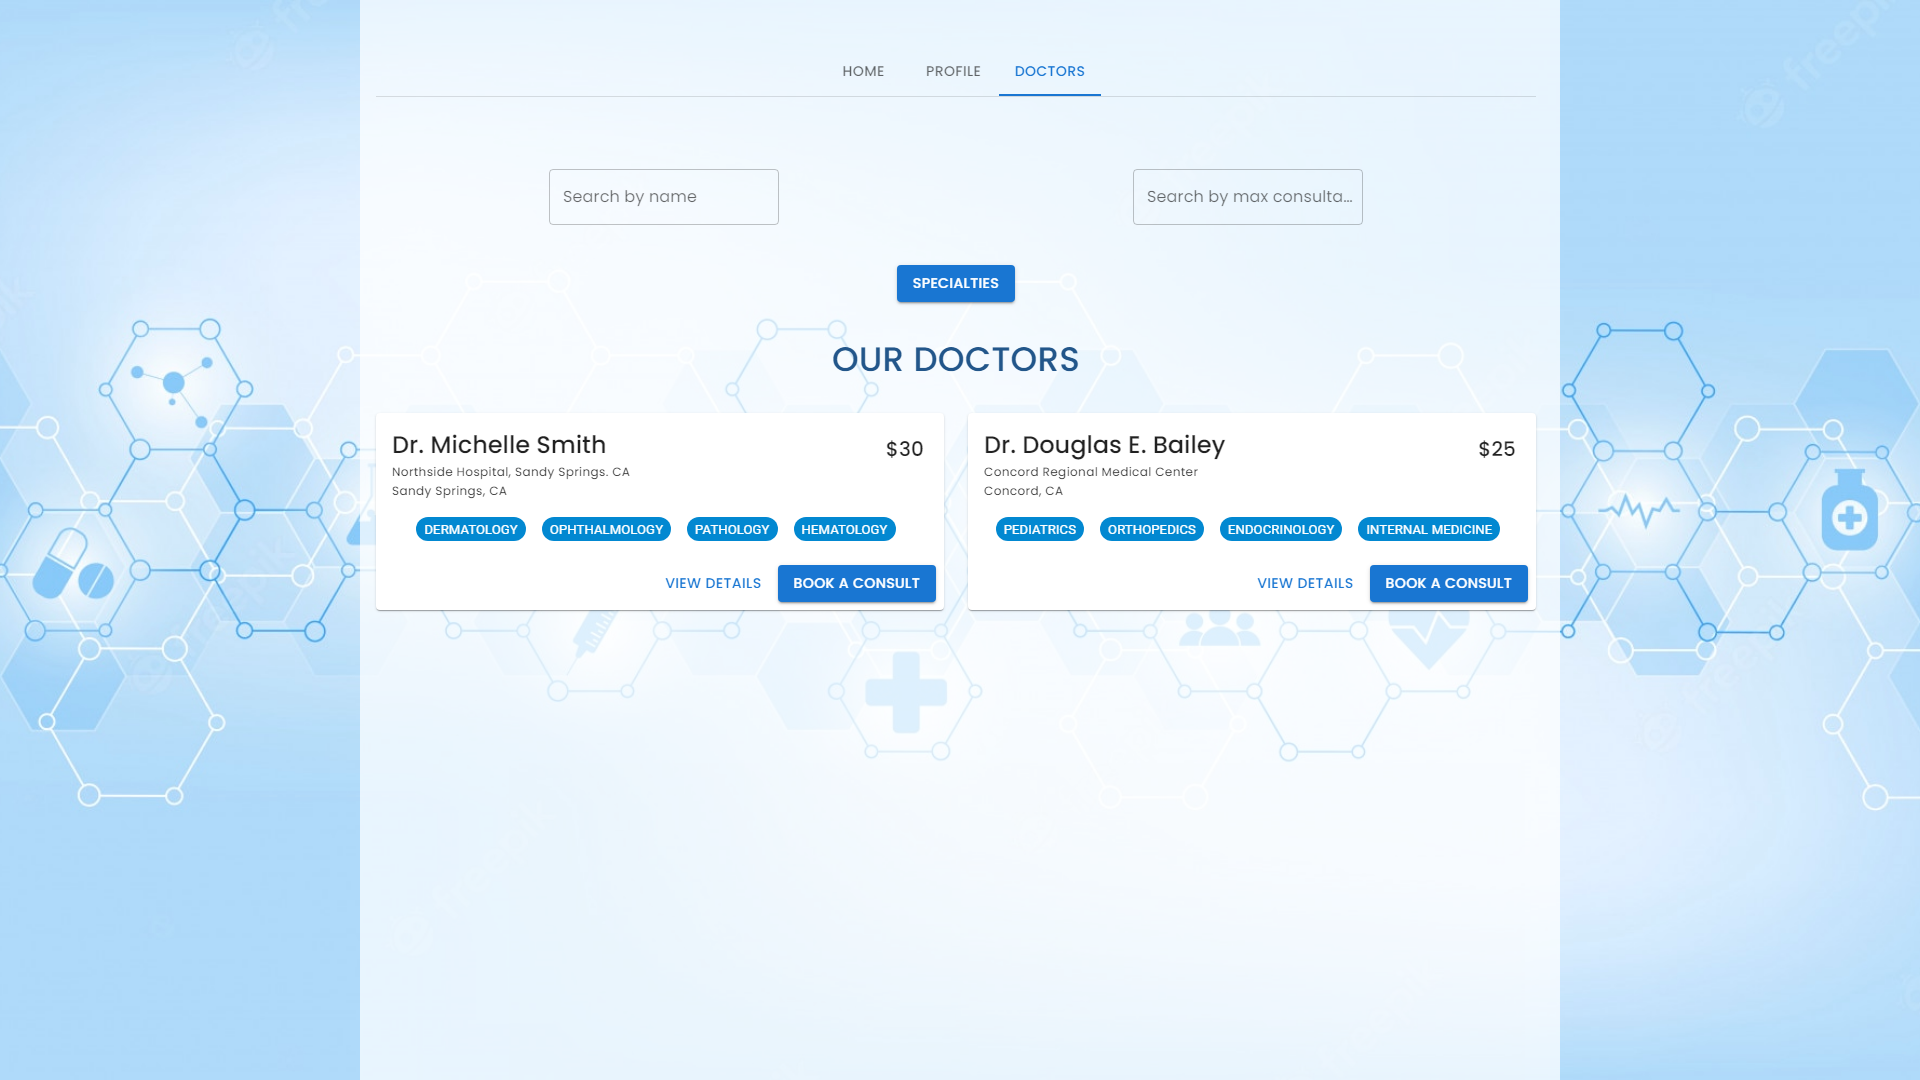 HOME PROFILE DOCTORS
Search by name
Search by max consulta...
SPECIALTIES
OUR DOCTORS
Dr. Michelle Smith
$30
Northside Hospital, Sandy Springs. CA
Sandy Springs, CA
DERMATOLOGY OPHTHALMOLOGY PATHOLOGY HEMATOLOGY
VIEW DETAILS BOOK A CONSULT
Dr. Douglas E. Bailey
$25
Concord Regional Medical Center
Concord, CA
PEDIATRICS ORTHOPEDICS ENDOCRINOLOGY INTERNAL MEDICINE
VIEW DETAILS BOOK A CONSULT